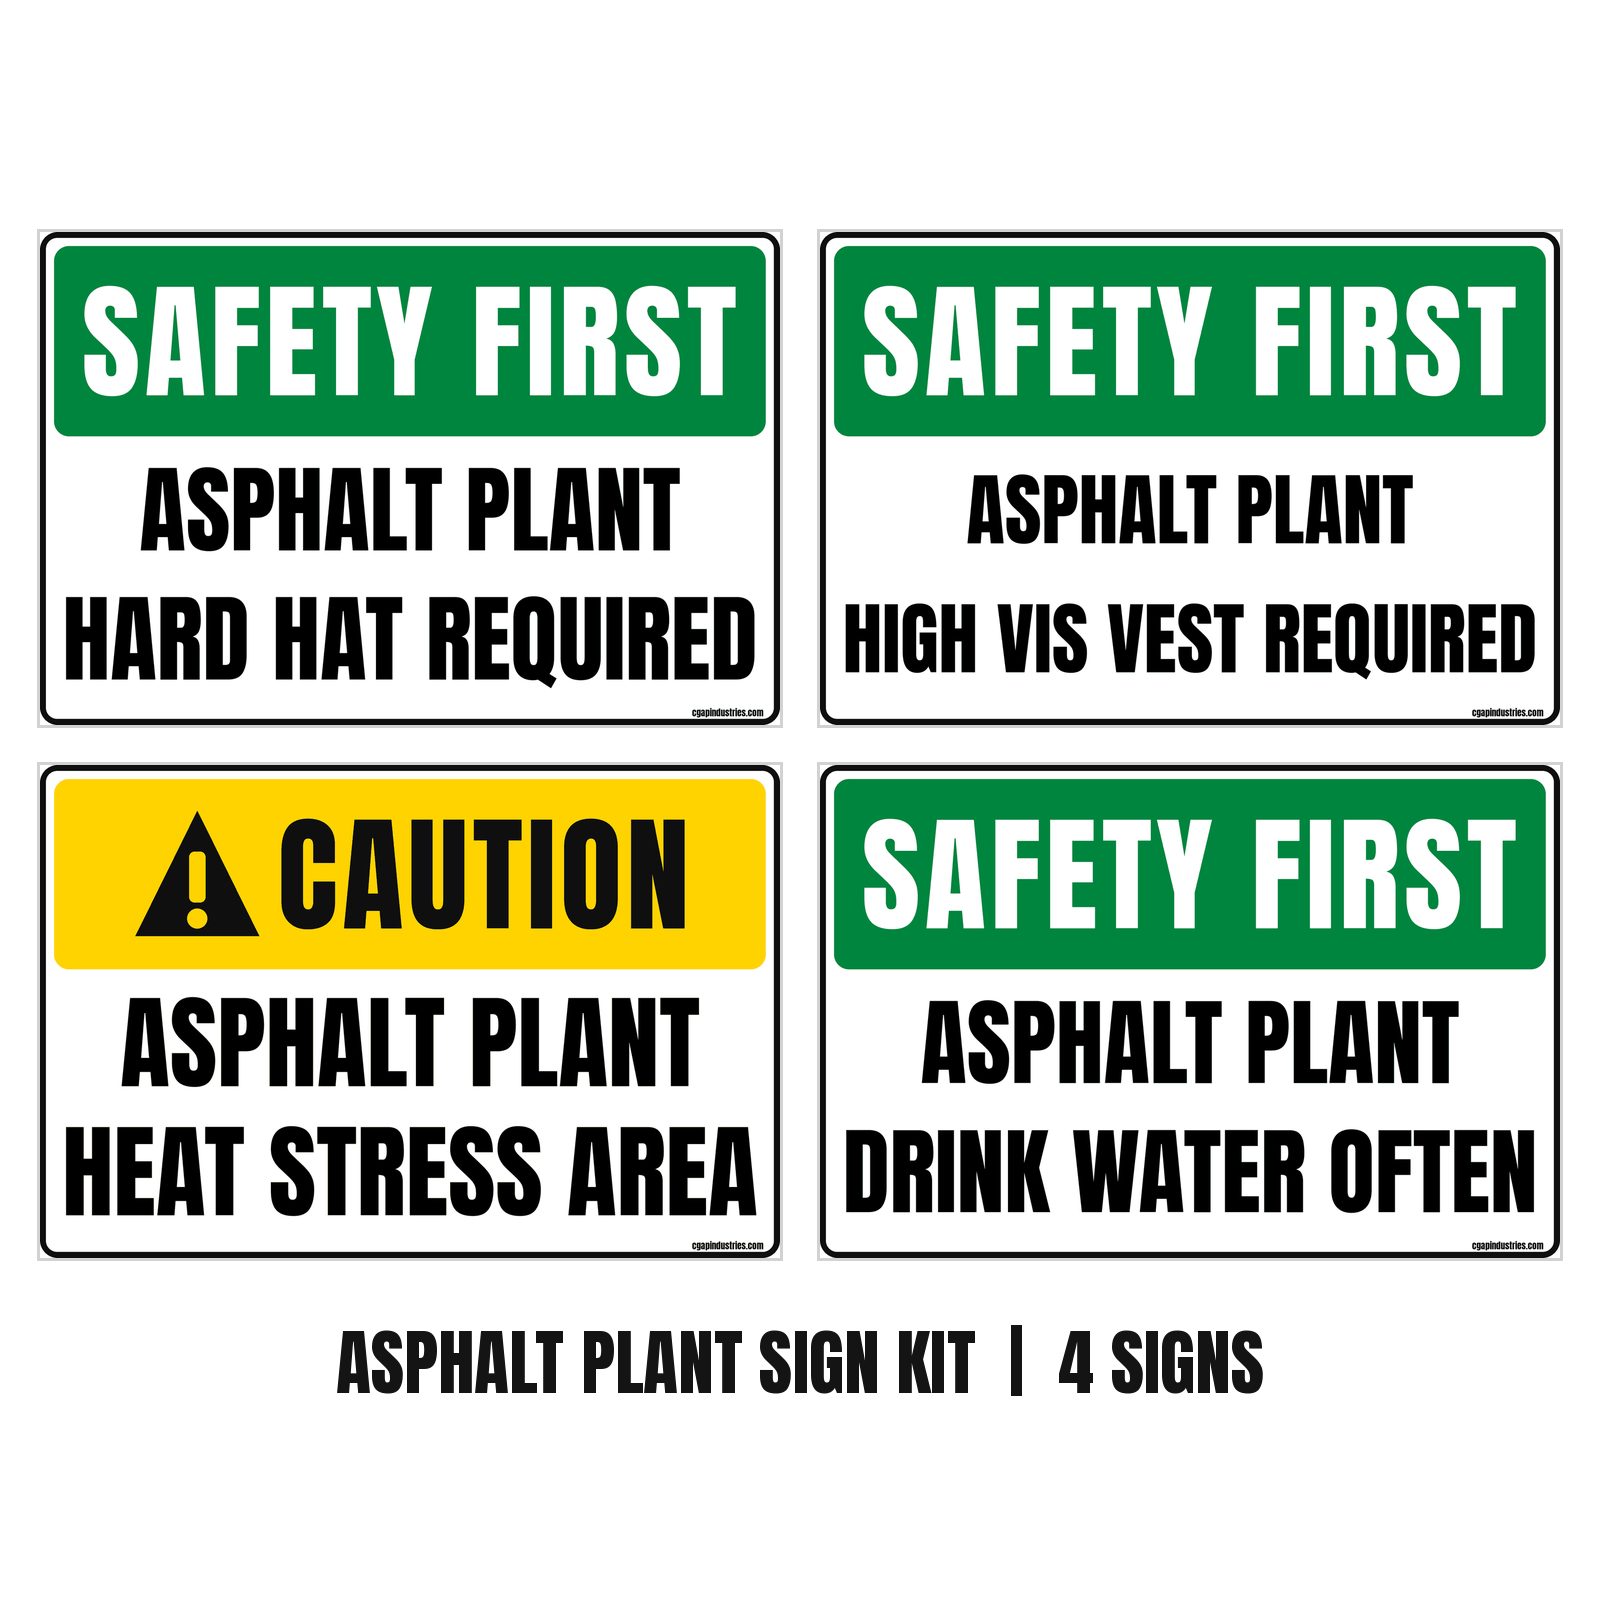 SAFETY FIRST
ASPHALT PLANT
HARD HAT REQUIRED
cgapindustries.com
SAFETY FIRST
ASPHALT PLANT
HIGH VIS VEST REQUIRED
cgapindustries.com
CAUTION
ASPHALT PLANT
HEAT STRESS AREA
cgapindustries.com
SAFETY FIRST
ASPHALT PLANT
DRINK WATER OFTEN
cgapindustries.com
ASPHALT PLANT SIGN KIT | 4 SIGNS